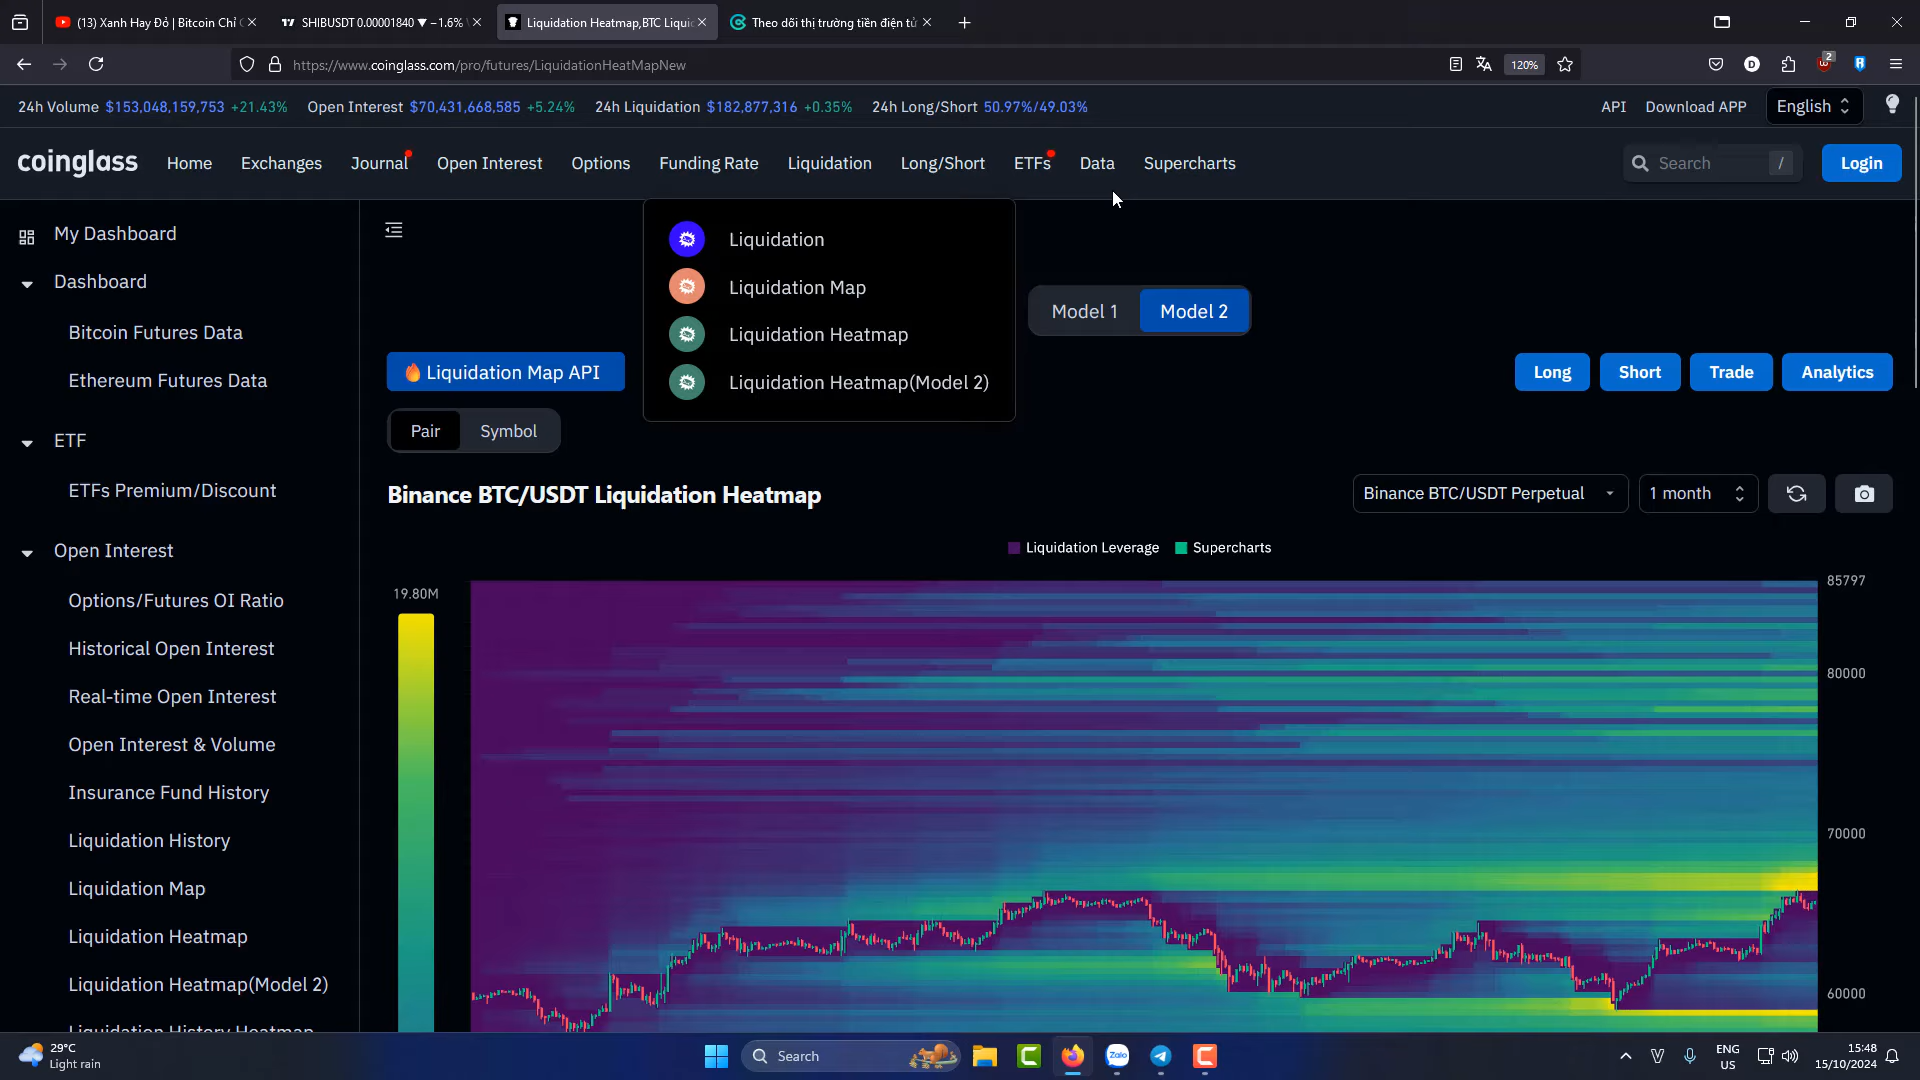 (13) Xanh Hay Đỏ | Bitcoin Chỉ C
SHIBUSDT 0.00001840 ▼ −1.6%
Liquidation Heatmap,BTC Liquid
Theo dõi thị trường tiền điện tử
https://www.coinglass.com/pro/futures/LiquidationHeatMapNew
120%
2
24h Volume $153,048,159,753 +21.43% Open Interest $70,431,668,585 +5.24% 24h Liquidation $182,877,316 +0.35% 24h Long/Short 50.97%/49.03%
API Download APP English
coinglass Home Exchanges Journal Open Interest Options Funding Rate Liquidation Long/Short ETFs Data Supercharts
Search /
Login
My Dashboard
Dashboard
Bitcoin Futures Data
Ethereum Futures Data
ETF
ETFs Premium/Discount
Open Interest
Options/Futures OI Ratio
Historical Open Interest
Real-time Open Interest
Open Interest & Volume
Insurance Fund History
Liquidation History
Liquidation Map
Liquidation Heatmap
Liquidation Heatmap(Model 2)
Liquidation History Heatmap
Liquidation
Liquidation Map
Liquidation Heatmap
Liquidation Heatmap(Model 2)
Model 1 Model 2
Liquidation Map API
Long Short Trade Analytics
Pair Symbol
Binance BTC/USDT Liquidation Heatmap
Binance BTC/USDT Perpetual
1 month
Liquidation Leverage Supercharts
19.80M
85797
80000
70000
60000
29°C
Light rain
Search
Zalo
ENG
US
15:48
15/10/2024